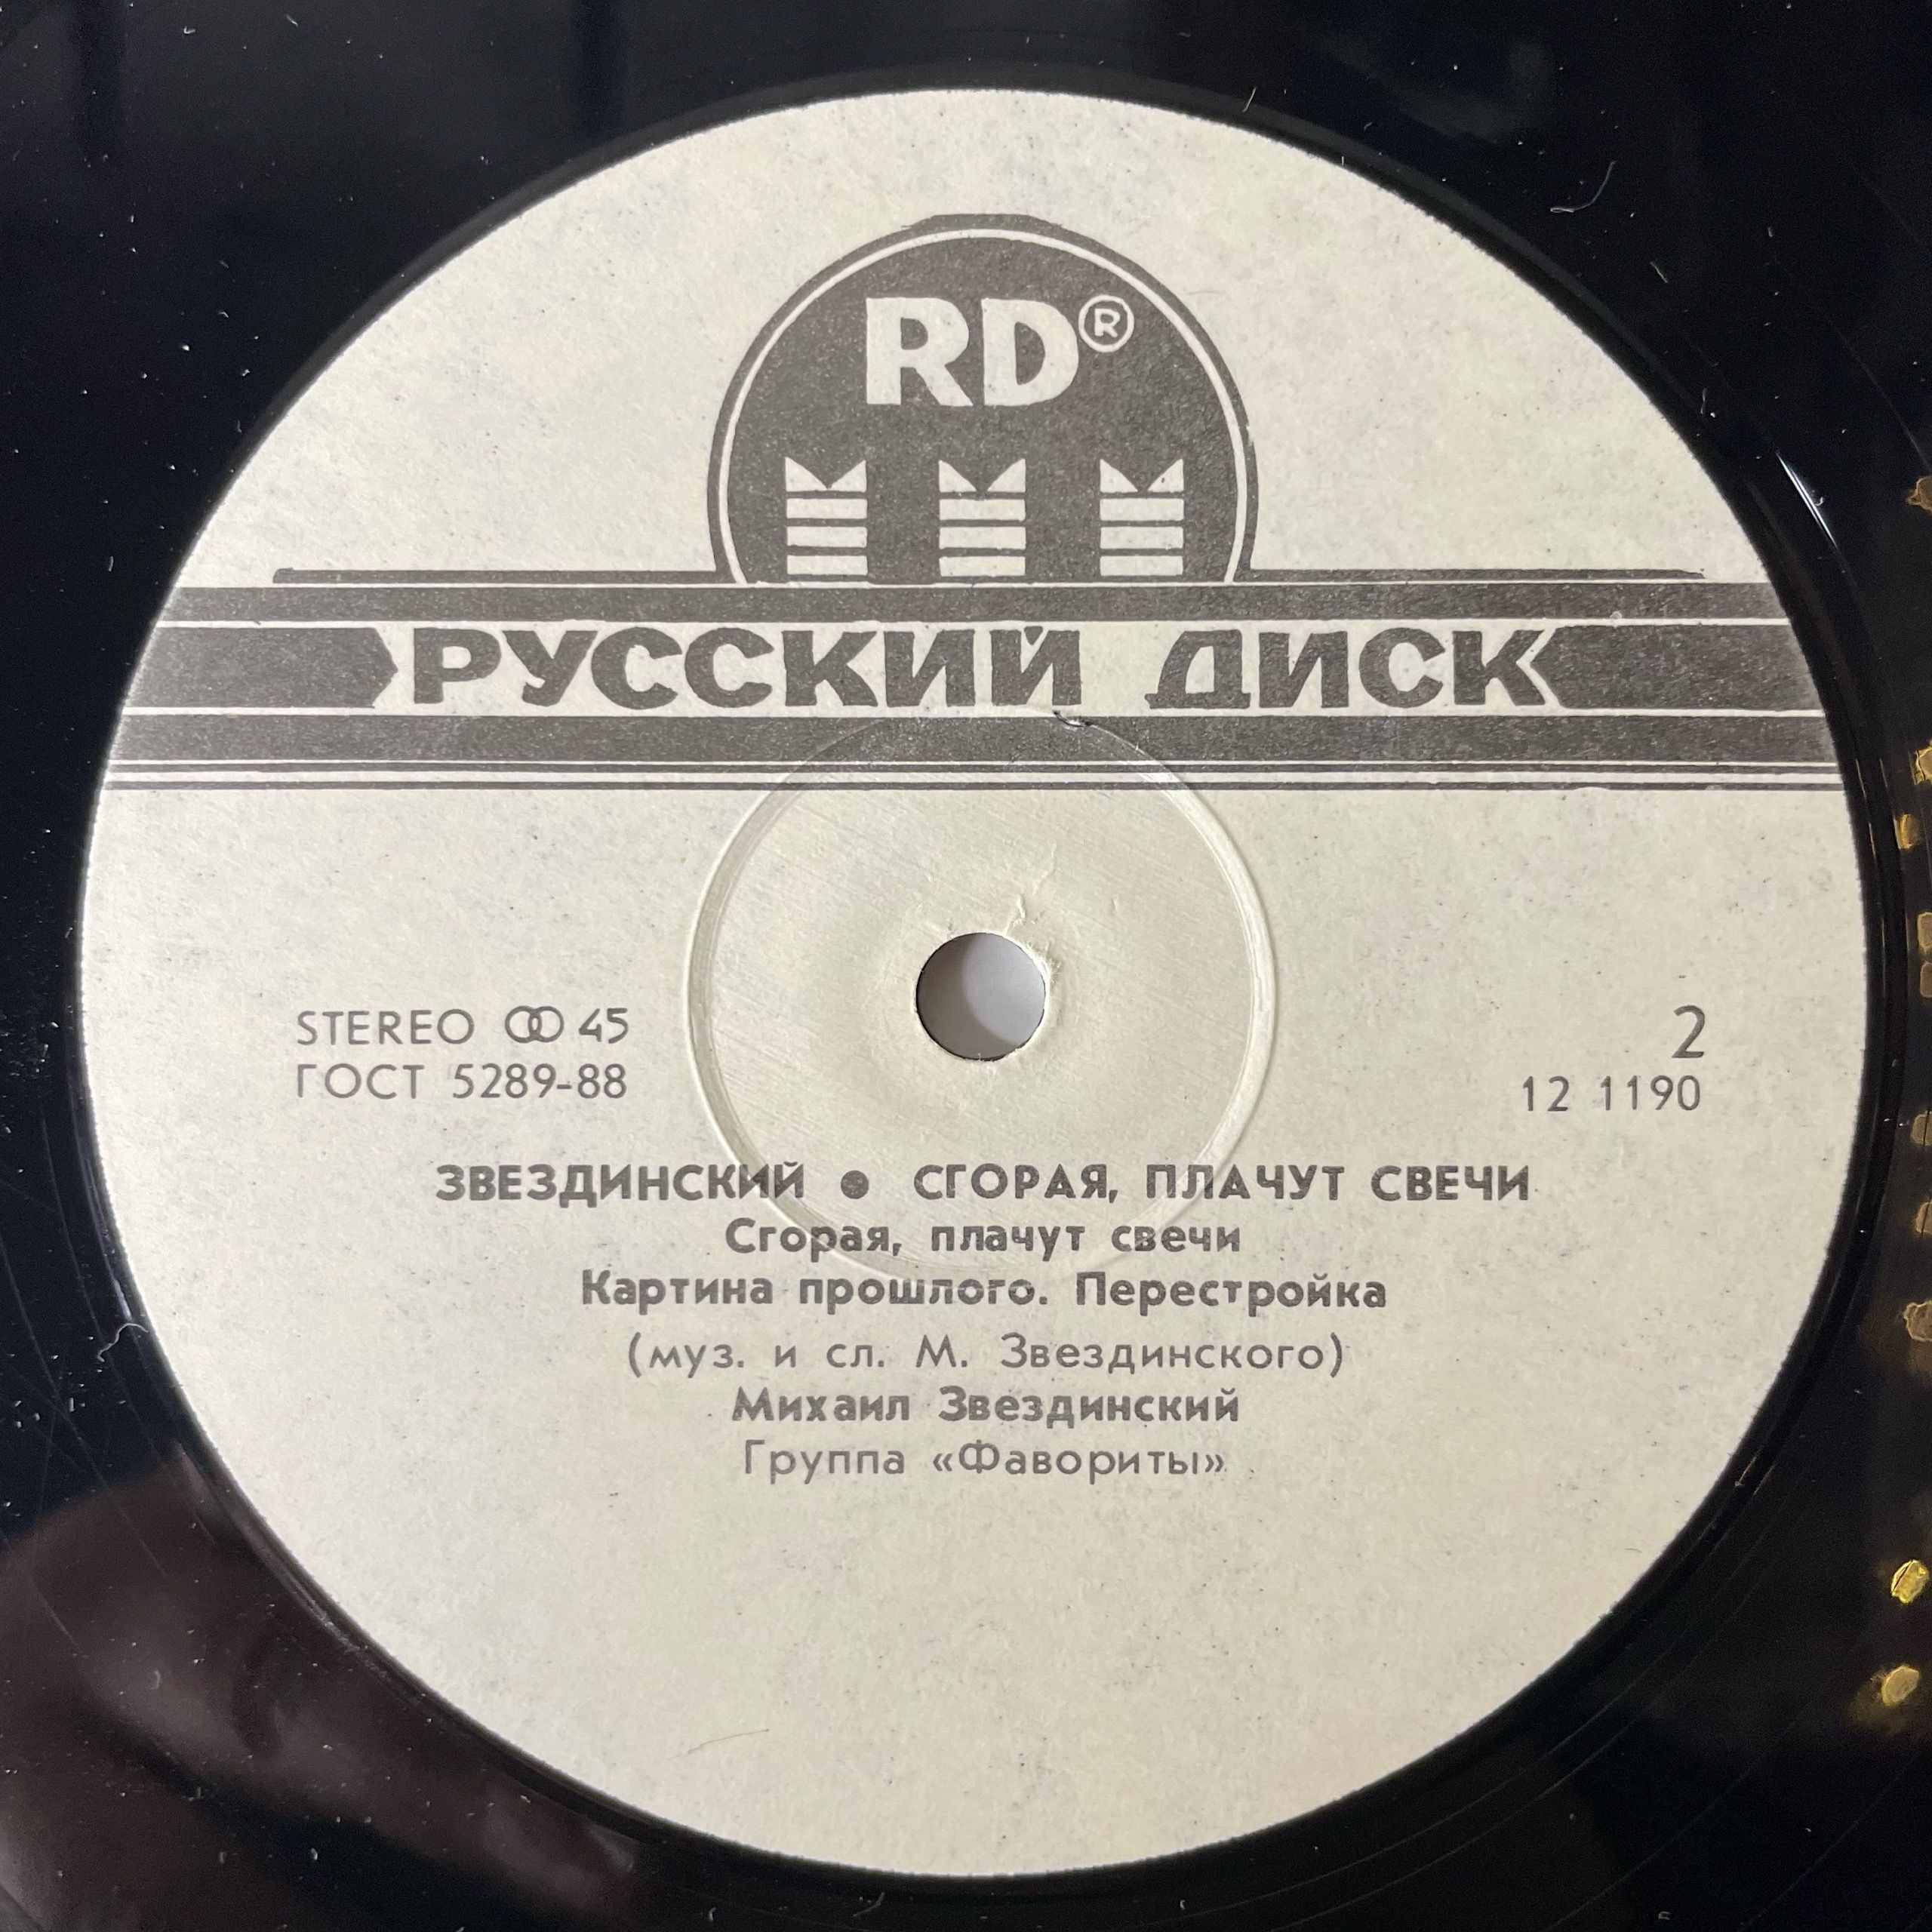 RD®
РУССКИЙ ДИСК
STEREO ꝏ 45
ГОСТ 5289-88
2
12 1190
ЗВЕЗДИНСКИЙ ● СГОРАЯ, ПЛАЧУТ СВЕЧИ
Сгорая, плачут свечи
Картина прошлого. Перестройка
(муз. и сл. М. Звездинского)
Михаил Звездинский
Группа «Фавориты»